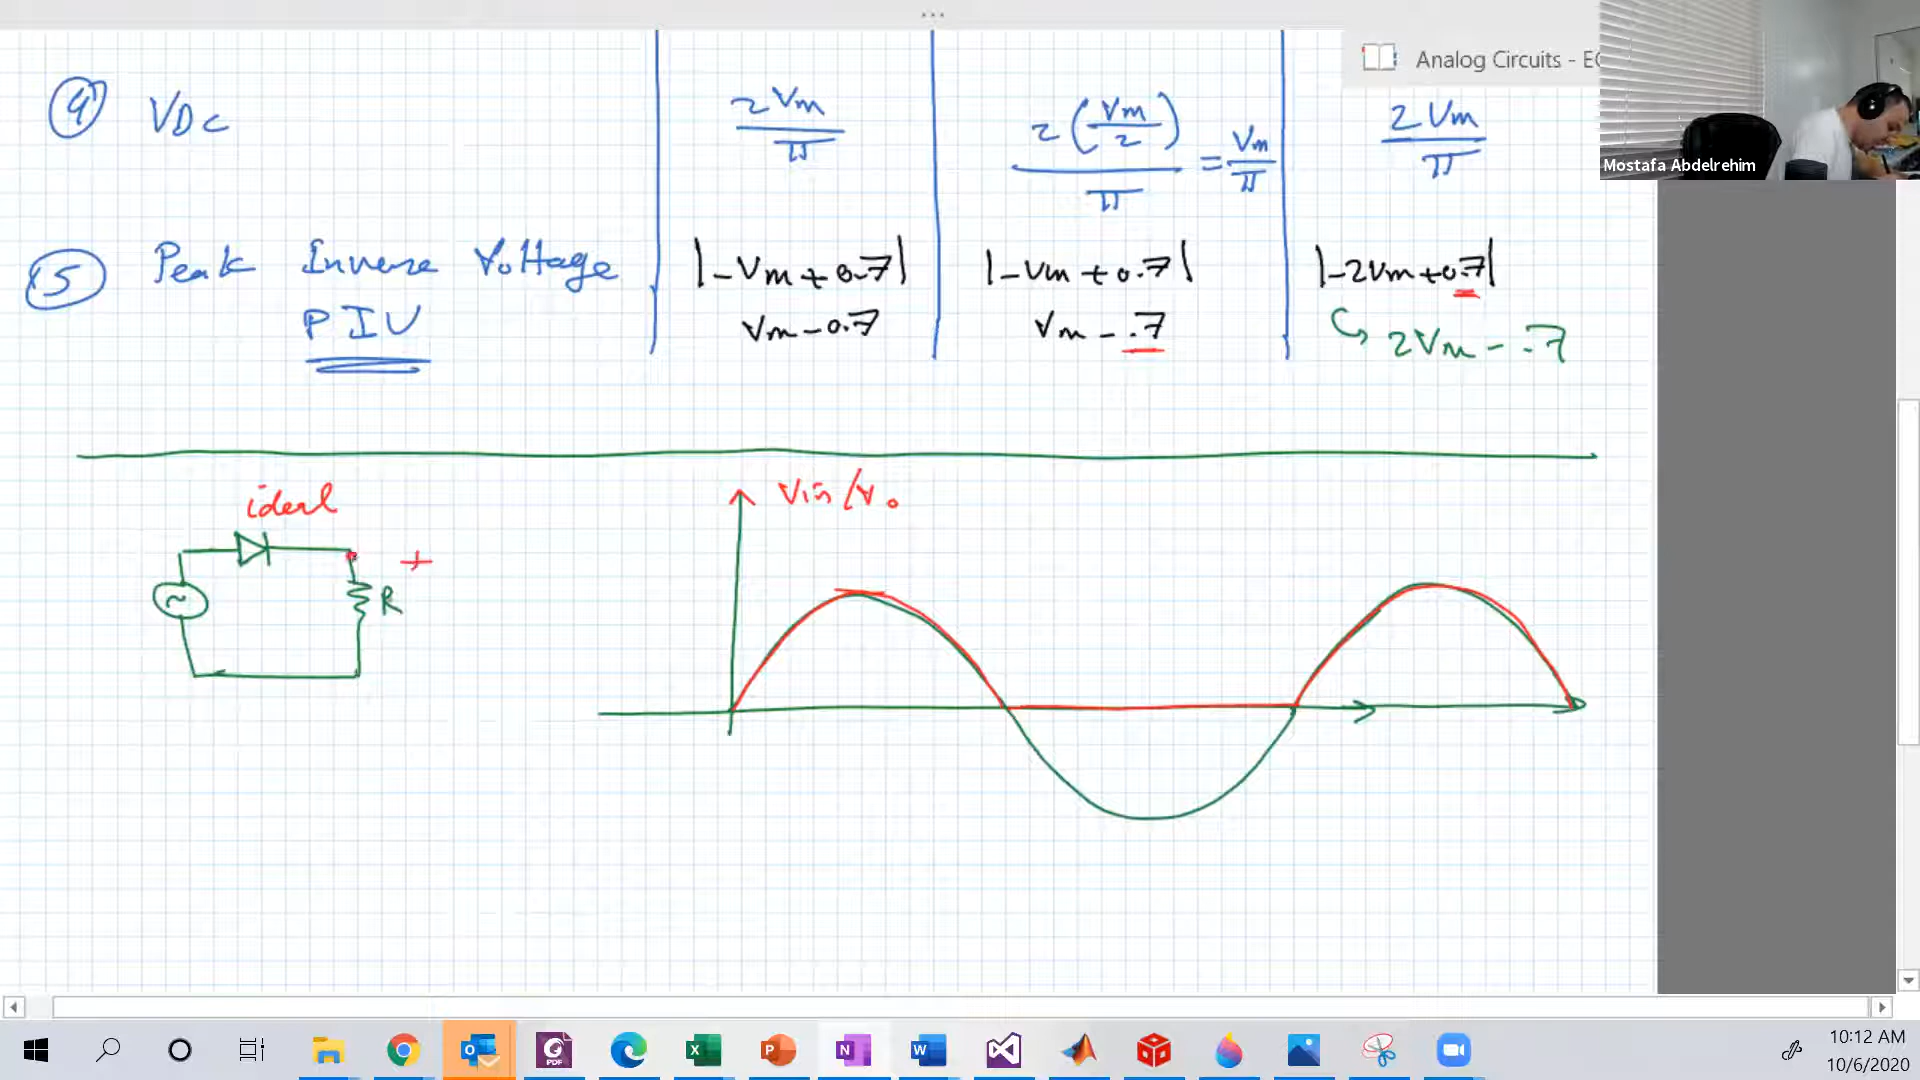 Analog Circuits - EC
Mostafa Abdelrehim
④ VDC
2Vm/π
2(Vm/2)/π = Vm/π
2Vm/π
⑤ Peak Inverse Voltage
PIV
|-Vm+0.7|
Vm-0.7
|-Vm+0.7|
Vm-.7
|-2Vm+0.7|
2Vm-.7
ideal
+
~
R
Vin/Vo
10:12 AM
10/6/2020